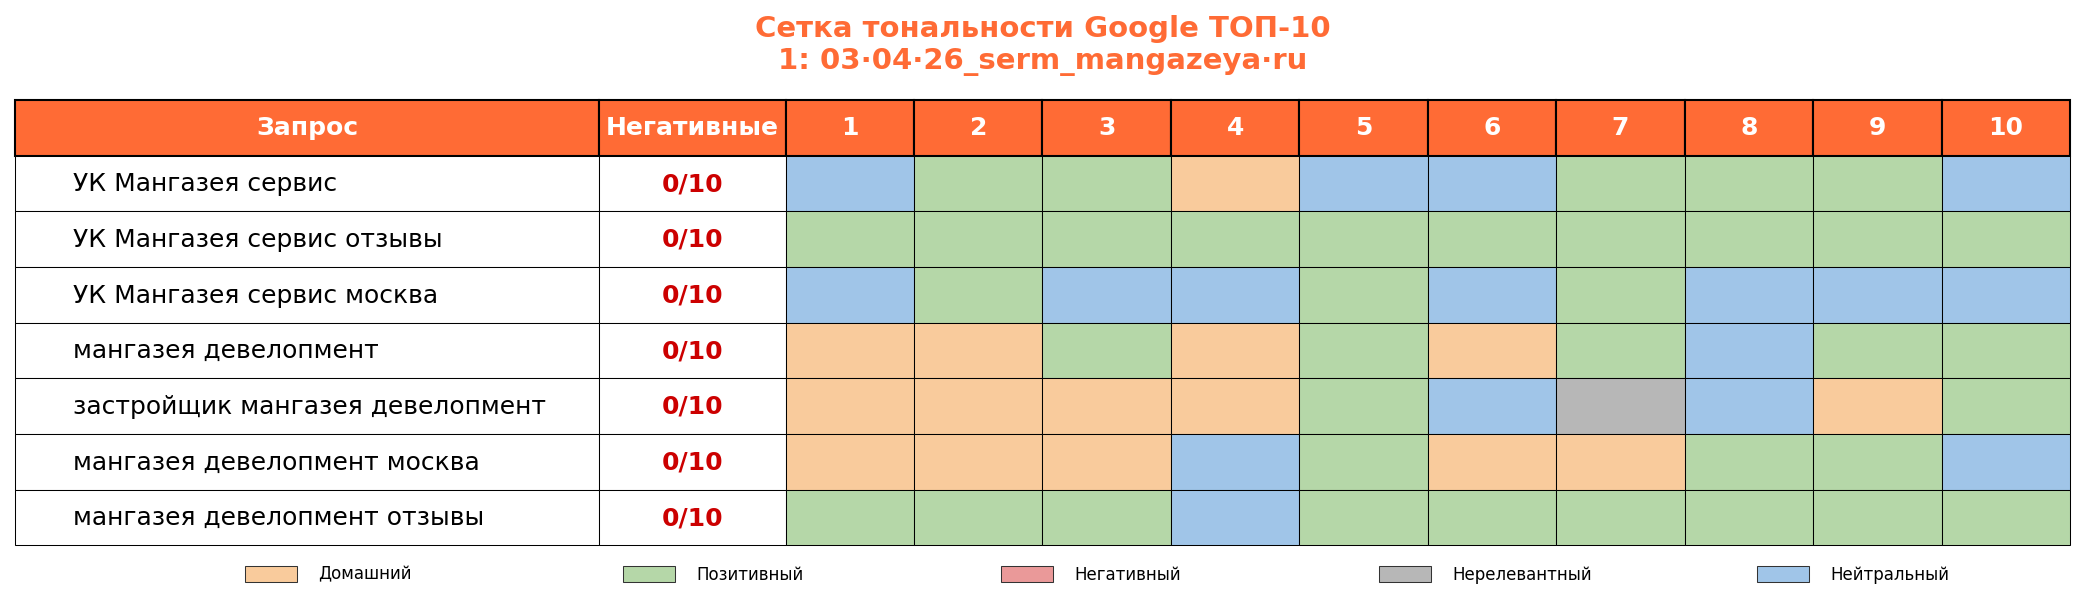 Сетка тональности Google ТОП-10
1: 03·04·26_serm_mangazeya·ru
Запрос Негативные 1 2 3 4 5 6 7 8 9 10
УК Мангазея сервис 0/10
УК Мангазея сервис отзывы 0/10
УК Мангазея сервис москва 0/10
мангазея девелопмент 0/10
застройщик мангазея девелопмент 0/10
мангазея девелопмент москва 0/10
мангазея девелопмент отзывы 0/10
Домашний Позитивный Негативный Нерелевантный Нейтральный